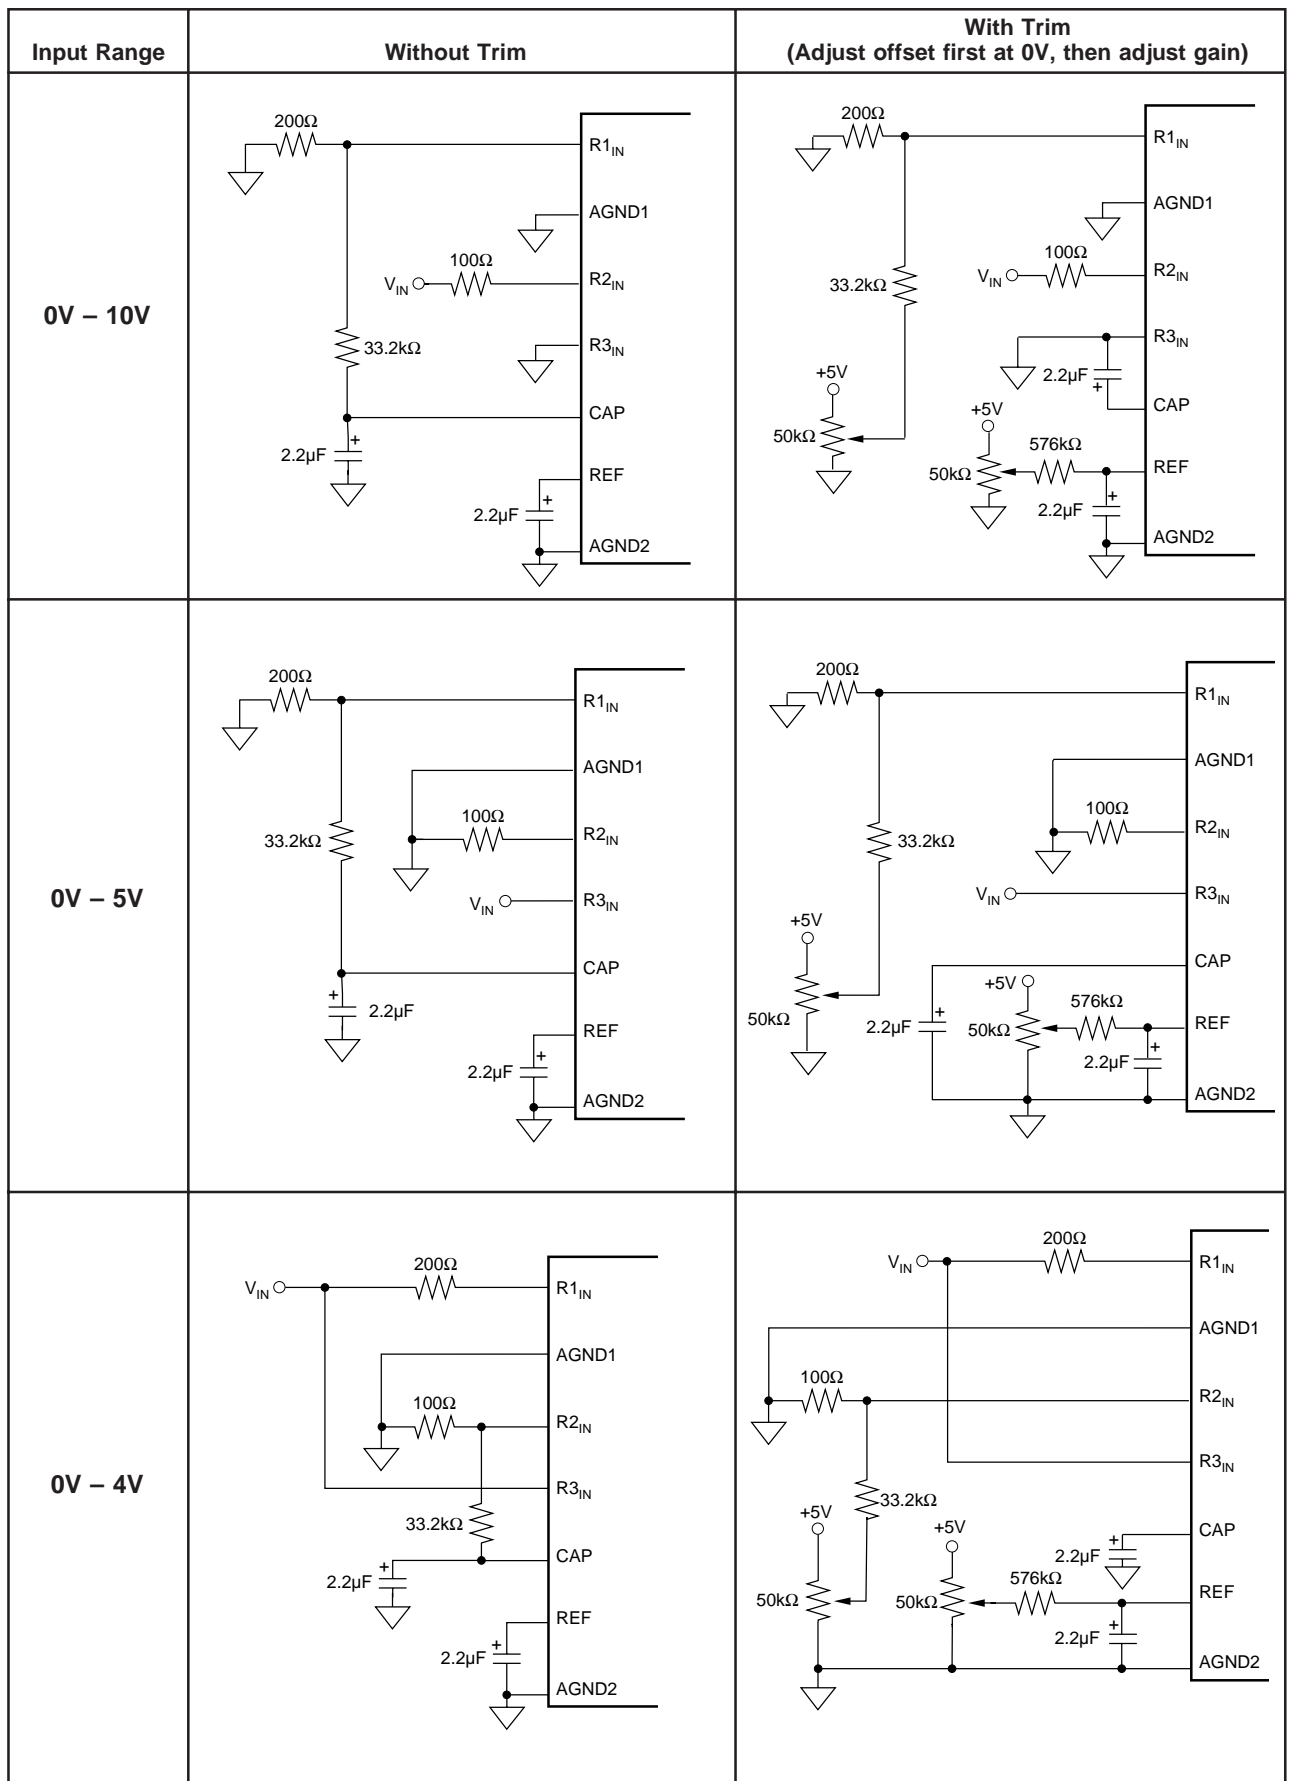 Input Range
Without Trim
With Trim
(Adjust offset first at 0V, then adjust gain)
0V – 10V
200Ω
R1IN
AGND1
100Ω
VIN
R2IN
33.2kΩ
R3IN
CAP
+
2.2µF
REF
+
2.2µF
AGND2
200Ω
R1IN
AGND1
100Ω
VIN
R2IN
33.2kΩ
R3IN
+5V
2.2µF
+
CAP
+5V
50kΩ
576kΩ
REF
50kΩ
+
2.2µF
AGND2
0V – 5V
200Ω
R1IN
AGND1
100Ω
33.2kΩ
R2IN
VIN
R3IN
CAP
+
2.2µF
REF
+
2.2µF
AGND2
200Ω
R1IN
AGND1
100Ω
33.2kΩ
R2IN
VIN
R3IN
+5V
CAP
+5V
576kΩ
50kΩ
+
2.2µF
50kΩ
REF
+
2.2µF
AGND2
0V – 4V
200Ω
VIN
R1IN
AGND1
100Ω
R2IN
R3IN
33.2kΩ
CAP
+
2.2µF
REF
+
2.2µF
AGND2
200Ω
VIN
R1IN
AGND1
100Ω
R2IN
R3IN
33.2kΩ
+5V
+5V
CAP
+
2.2µF
576kΩ
50kΩ
50kΩ
REF
+
2.2µF
AGND2